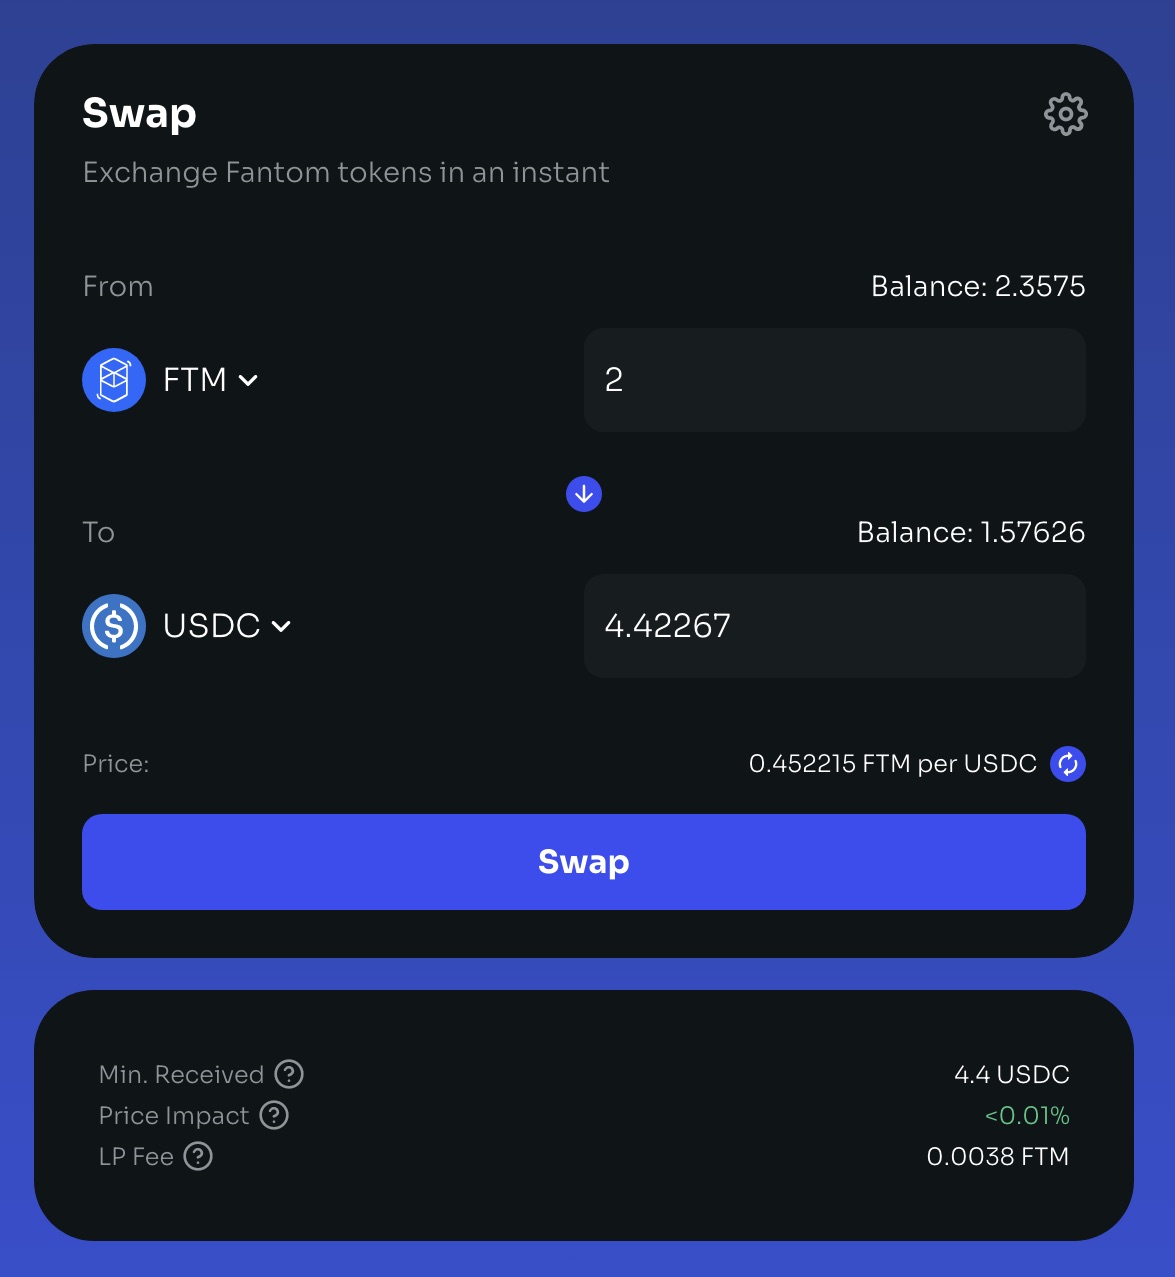 Swap
Exchange Fantom tokens in an instant
From
Balance: 2.3575
FTM
2
To
Balance: 1.57626
USDC
4.42267
Price:
0.452215 FTM per USDC
Swap
Min. Received ?
4.4 USDC
Price Impact ?
<0.01%
LP Fee ?
0.0038 FTM